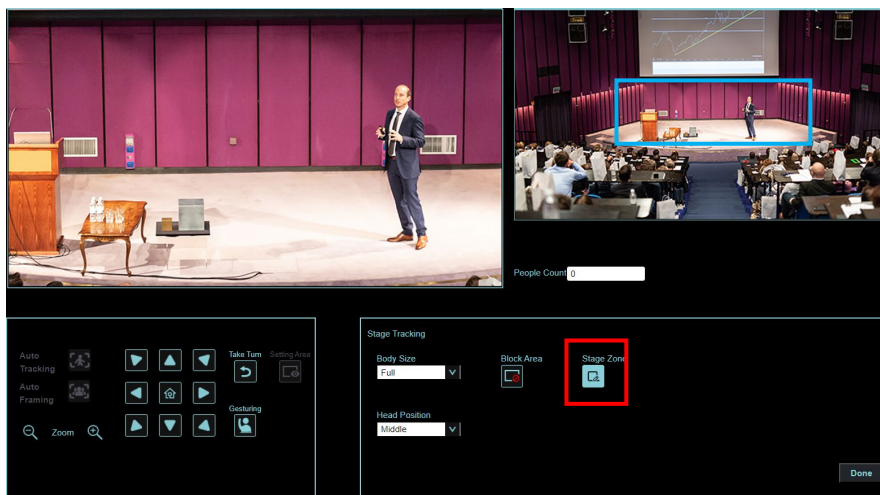 People Count 0
Auto
Tracking
Auto
Framing
Zoom
Take Turn
Setting Area
Gesturing
Stage Tracking
Body Size
Full
Block Area
Stage Zone
Head Position
Middle
Done